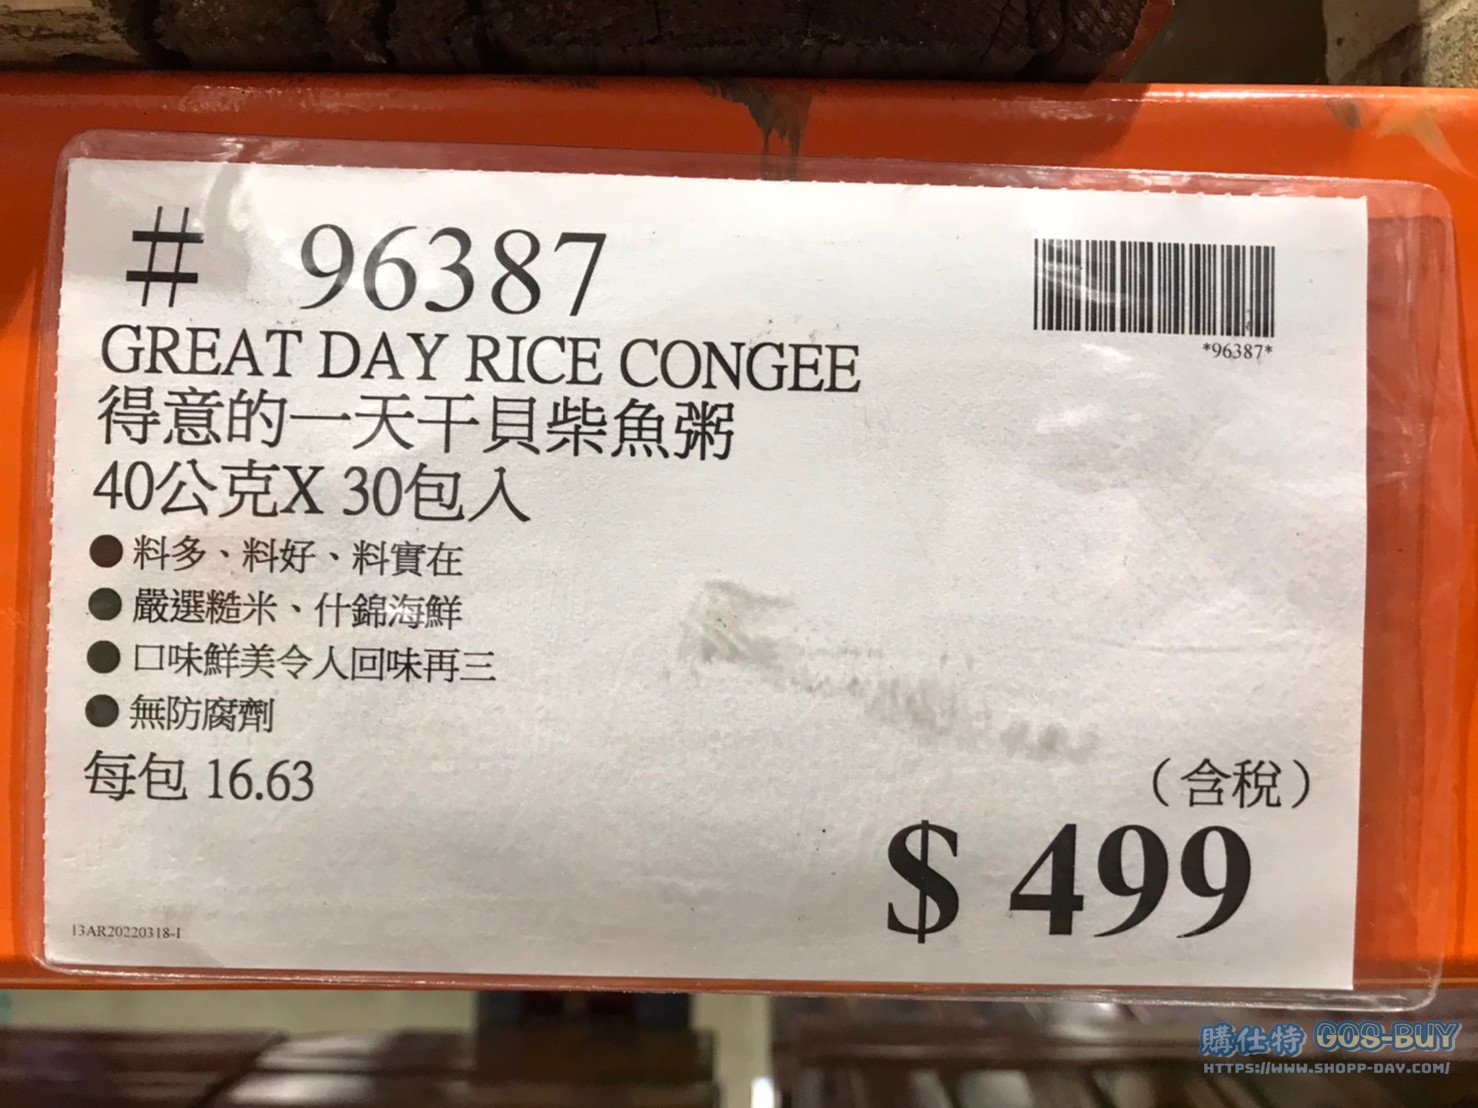 # 96387
*96387*
GREAT DAY RICE CONGEE
得意的一天干貝柴魚粥
40公克X 30包入
●料多、料好、料實在
●嚴選糙米、什錦海鮮
●口味鮮美令人回味再三
●無防腐劑
每包 16.63
（含稅）
$ 499
13AR20220318-1
購仕特 GOS-BUY
HTTPS://WWW.SHOPP-DAY.COM/